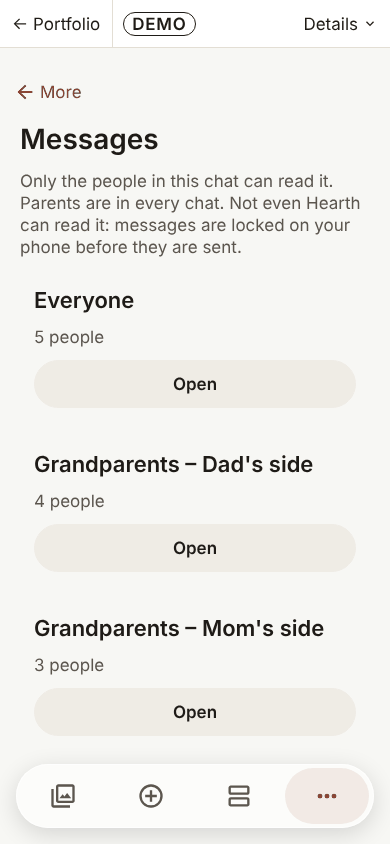 ← Portfolio
DEMO
Details
← More
Messages
Only the people in this chat can read it.
Parents are in every chat. Not even Hearth
can read it: messages are locked on your
phone before they are sent.
Everyone
5 people
Open
Grandparents – Dad's side
4 people
Open
Grandparents – Mom's side
3 people
Open